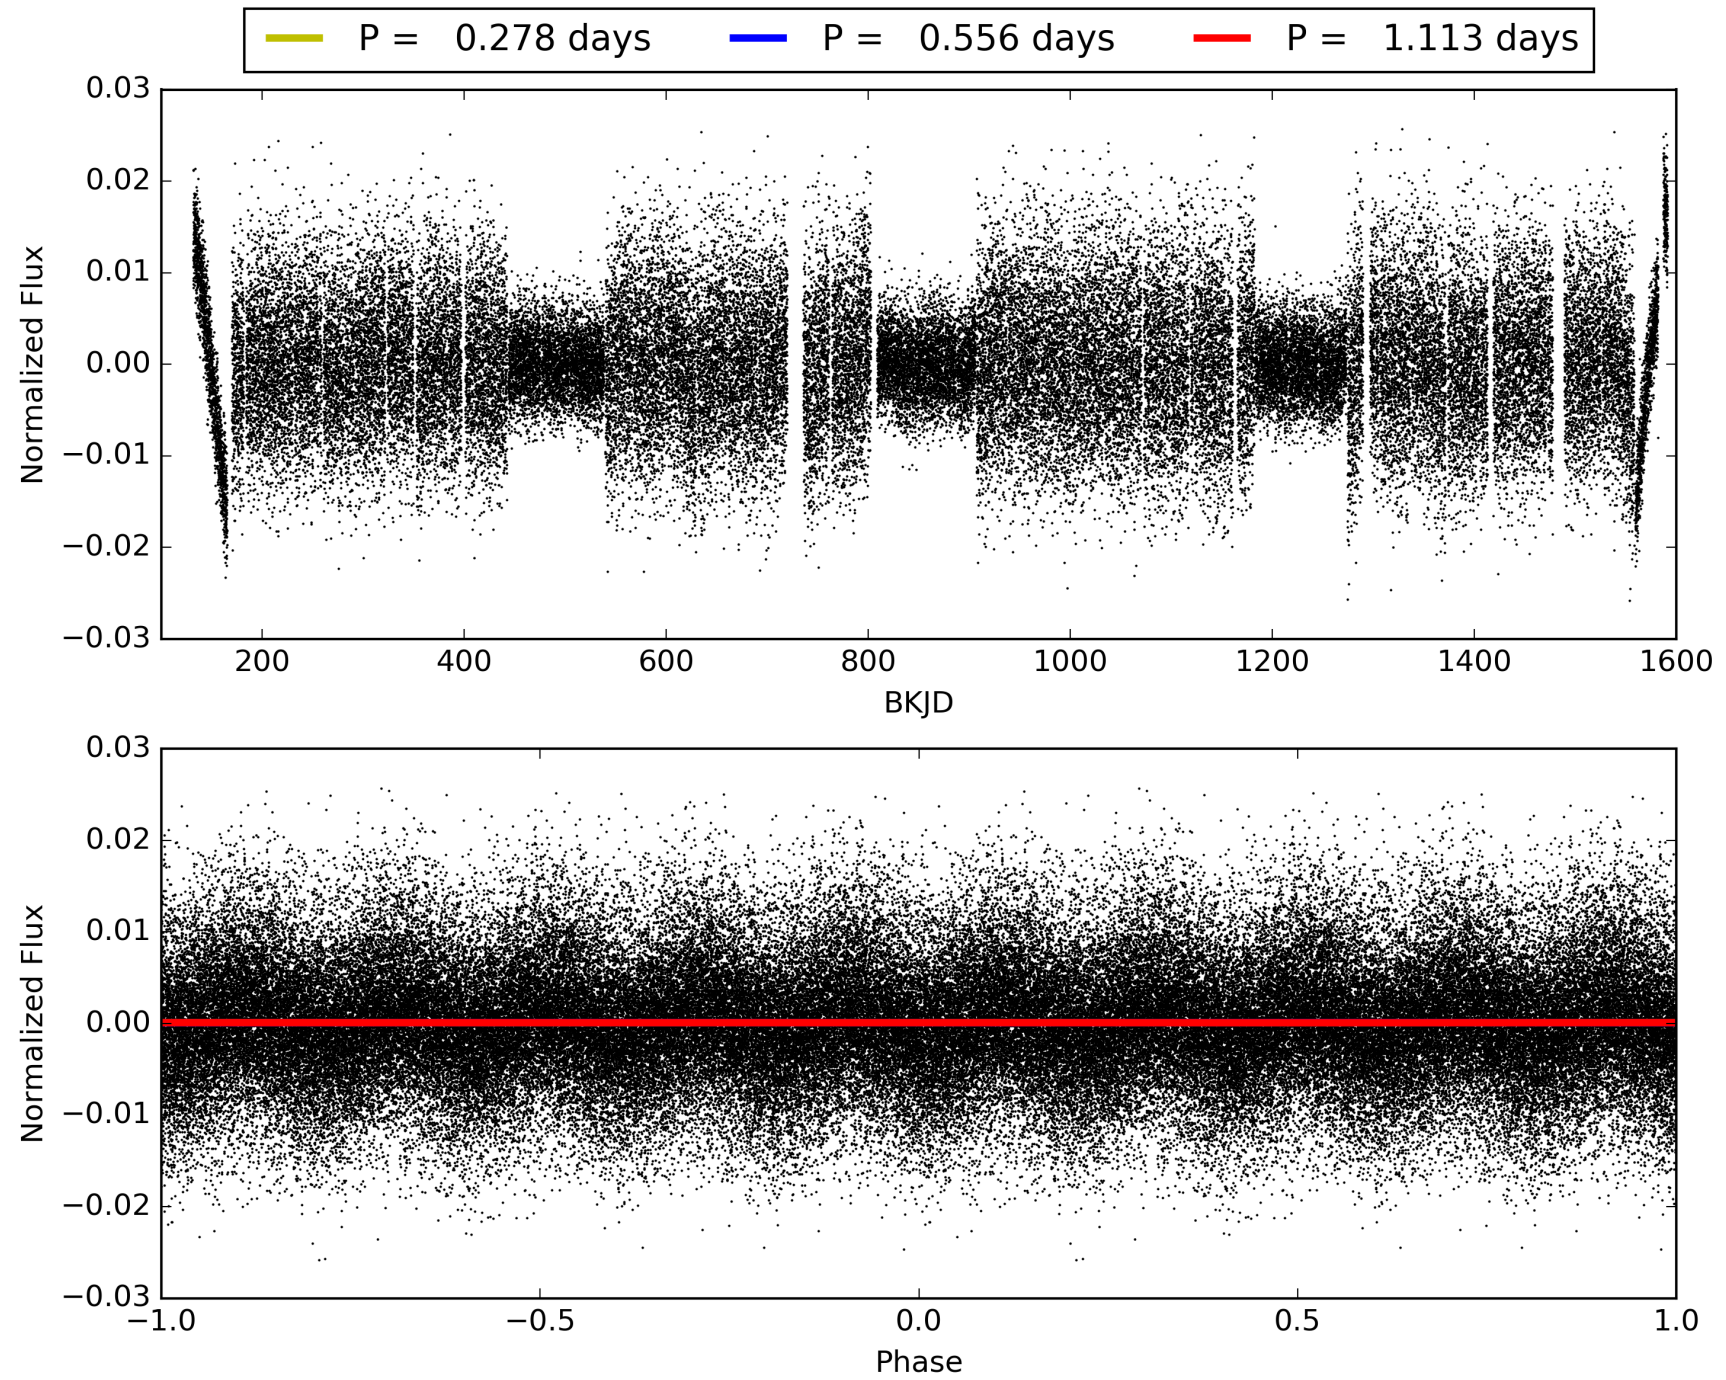 P = 0.278 days P = 0.556 days P = 1.113 days
0.03
0.02
0.01
0.00
−0.01
−0.02
−0.03
Normalized Flux
200 400 600 800 1000 1200 1400 1600
BKJD
0.03
0.02
0.01
0.00
−0.01
−0.02
−0.03
Normalized Flux
−1.0 −0.5 0.0 0.5 1.0
Phase